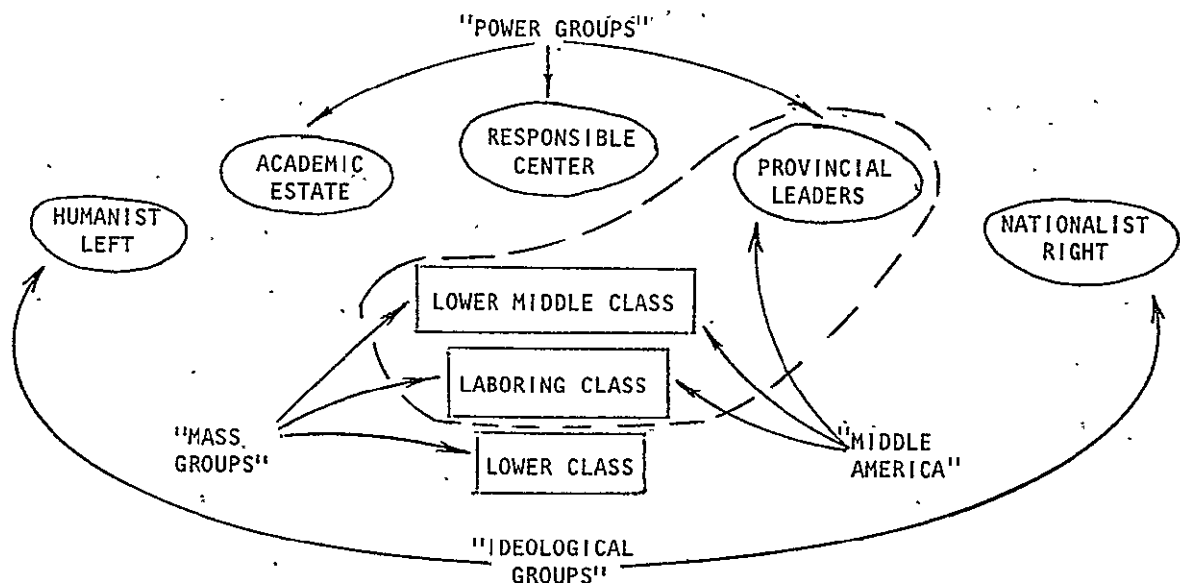 "POWER GROUPS"
ACADEMIC
ESTATE
RESPONSIBLE
CENTER
PROVINCIAL
LEADERS
HUMANIST
LEFT
NATIONALIST
RIGHT
LOWER MIDDLE CLASS
LABORING CLASS
LOWER CLASS
"MASS
GROUPS"
"MIDDLE
AMERICA"
"IDEOLOGICAL
GROUPS"